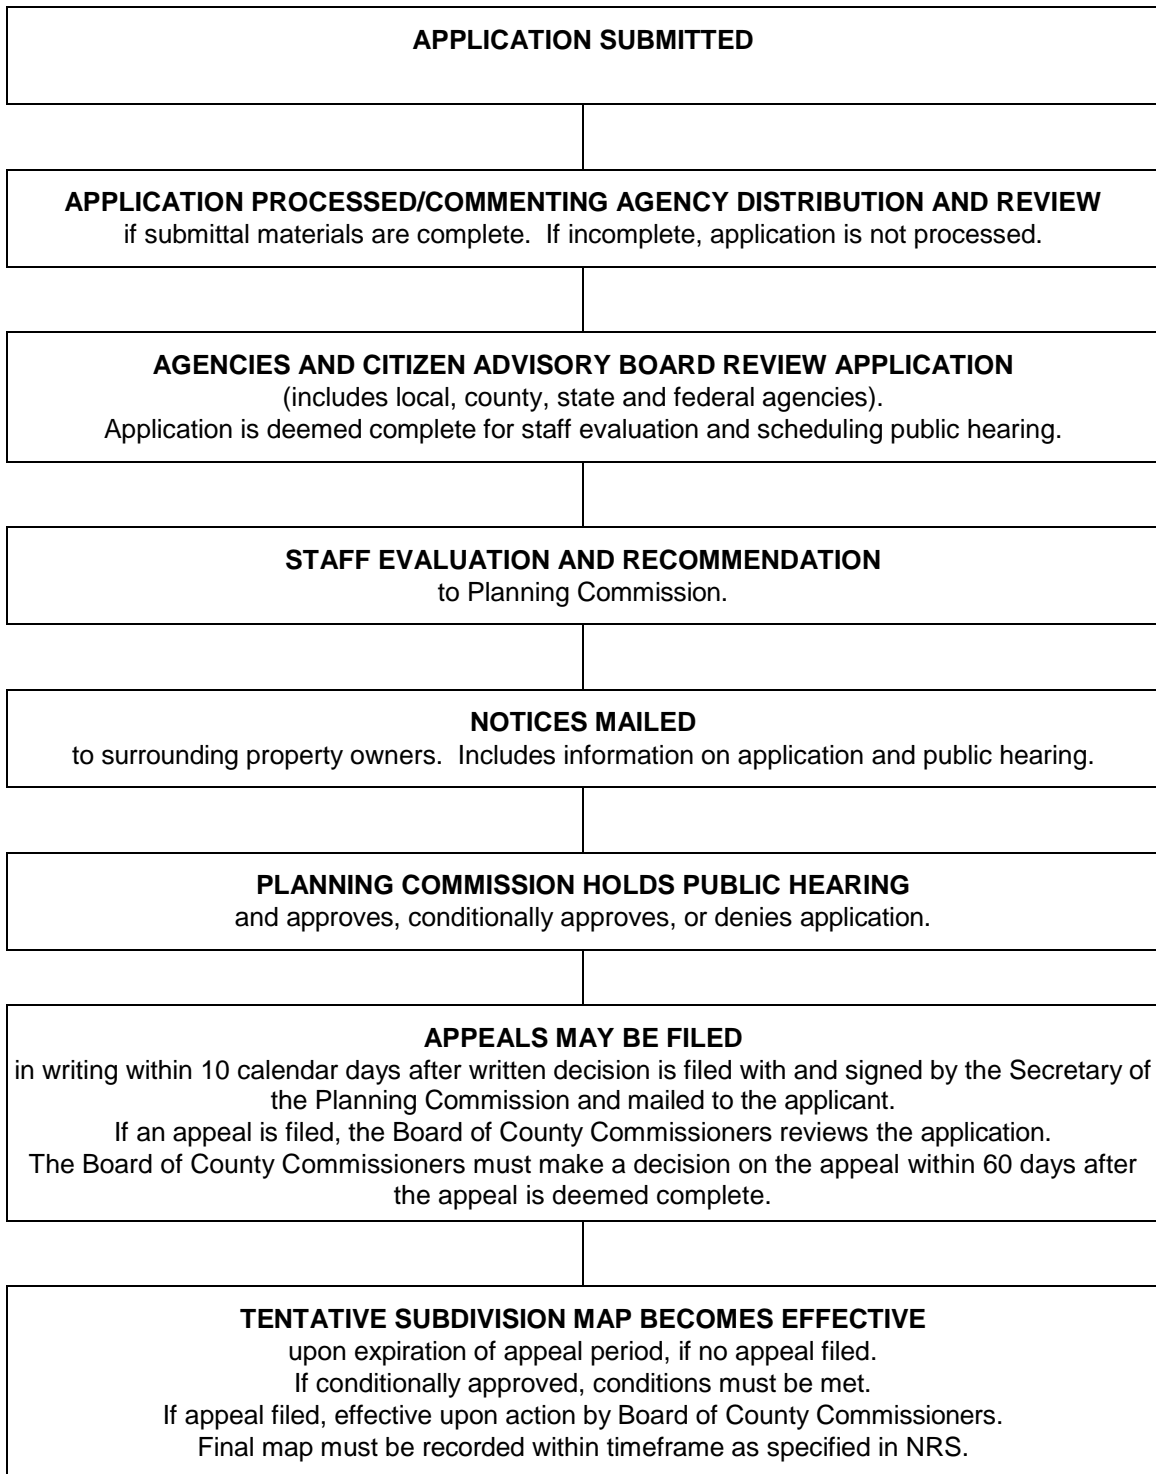 APPLICATION SUBMITTED
APPLICATION PROCESSED/COMMENTING AGENCY DISTRIBUTION AND REVIEW
if submittal materials are complete.  If incomplete, application is not processed.
AGENCIES AND CITIZEN ADVISORY BOARD REVIEW APPLICATION
(includes local, county, state and federal agencies).
Application is deemed complete for staff evaluation and scheduling public hearing.
STAFF EVALUATION AND RECOMMENDATION
to Planning Commission.
NOTICES MAILED
to surrounding property owners.  Includes information on application and public hearing.
PLANNING COMMISSION HOLDS PUBLIC HEARING
and approves, conditionally approves, or denies application.
APPEALS MAY BE FILED
in writing within 10 calendar days after written decision is filed with and signed by the Secretary of
the Planning Commission and mailed to the applicant.
If an appeal is filed, the Board of County Commissioners reviews the application.
The Board of County Commissioners must make a decision on the appeal within 60 days after
the appeal is deemed complete.
TENTATIVE SUBDIVISION MAP BECOMES EFFECTIVE
upon expiration of appeal period, if no appeal filed.
If conditionally approved, conditions must be met.
If appeal filed, effective upon action by Board of County Commissioners.
Final map must be recorded within timeframe as specified in NRS.